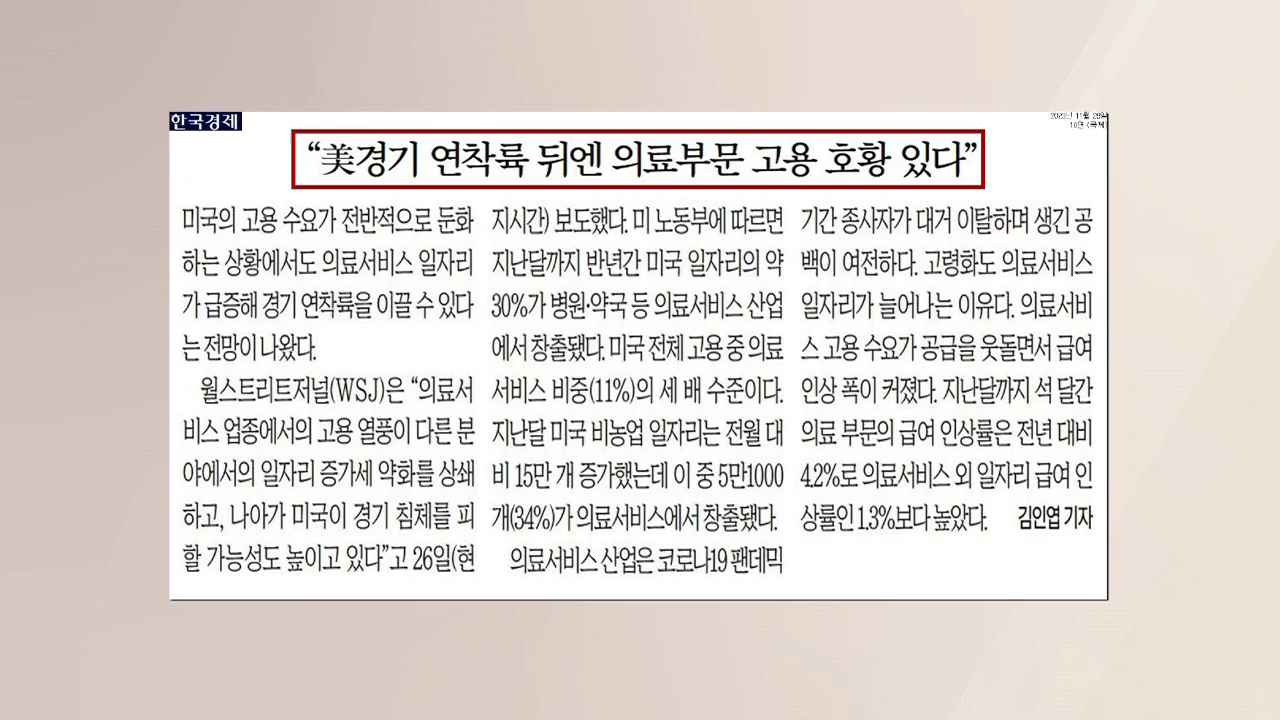 한국경제
2023년 11월 28일
10면 (국제)
“美경기 연착륙 뒤엔 의료부문 고용 호황 있다”
미국의 고용 수요가 전반적으로 둔화
하는 상황에서도 의료서비스 일자리
가 급증해 경기 연착륙을 이끌 수 있다
는 전망이 나왔다.
월스트리트저널(WSJ)은 “의료서
비스 업종에서의 고용 열풍이 다른 분
야에서의 일자리 증가세 약화를 상쇄
하고, 나아가 미국이 경기 침체를 피
할 가능성도 높이고 있다”고 26일(현
지시간) 보도했다. 미 노동부에 따르면
지난달까지 반년간 미국 일자리의 약
30%가 병원·약국 등 의료서비스 산업
에서 창출됐다. 미국 전체 고용 중 의료
서비스 비중(11%)의 세 배 수준이다.
지난달 미국 비농업 일자리는 전월 대
비 15만 개 증가했는데 이 중 5만1000
개(34%)가 의료서비스에서 창출됐다.
의료서비스 산업은 코로나19 팬데믹
기간 종사자가 대거 이탈하며 생긴 공
백이 여전하다. 고령화도 의료서비스
일자리가 늘어나는 이유다. 의료서비
스 고용 수요가 공급을 웃돌면서 급여
인상 폭이 커졌다. 지난달까지 석 달간
의료 부문의 급여 인상률은 전년 대비
4.2%로 의료서비스 외 일자리 급여 인
상률인 1.3%보다 높았다. 김인엽 기자